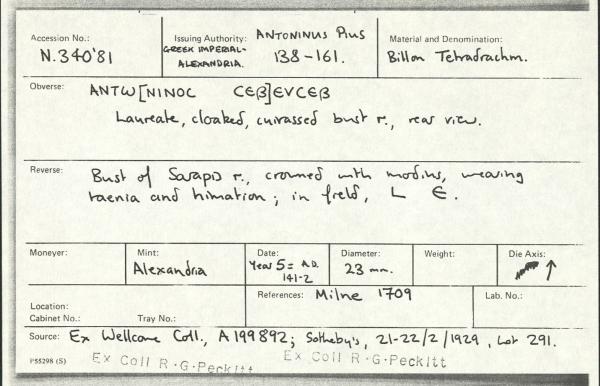 Accession No.:
N.340'81
Issuing Authority: ANTONINUS PIUS
GREEK IMPERIAL- 138-161.
ALEXANDRIA.
Material and Denomination:
Billon Tetradrachm.
Obverse: ANTW[NINOC CЄB]ЄVCЄB
Laureate, cloaked, cuirassed bust r., rear view.
Reverse: Bust of Sarapis r., crowned with modius, wearing
taenia and himation; in field, L Є.
Moneyer:
Mint:
Alexandria
Date:
Year 5 = A.D.
141-2
Diameter:
23 mm.
Weight:
Die Axis:
↑
Location:
Cabinet No.: Tray No.:
References: Milne 1709
Lab. No.:
Source: Ex Wellcome Coll., A199892; Sotheby's, 21-22/2/1929, Lot 291.
P55298 (S) Ex Coll R.G.Peckitt Ex Coll R.G.Peckitt